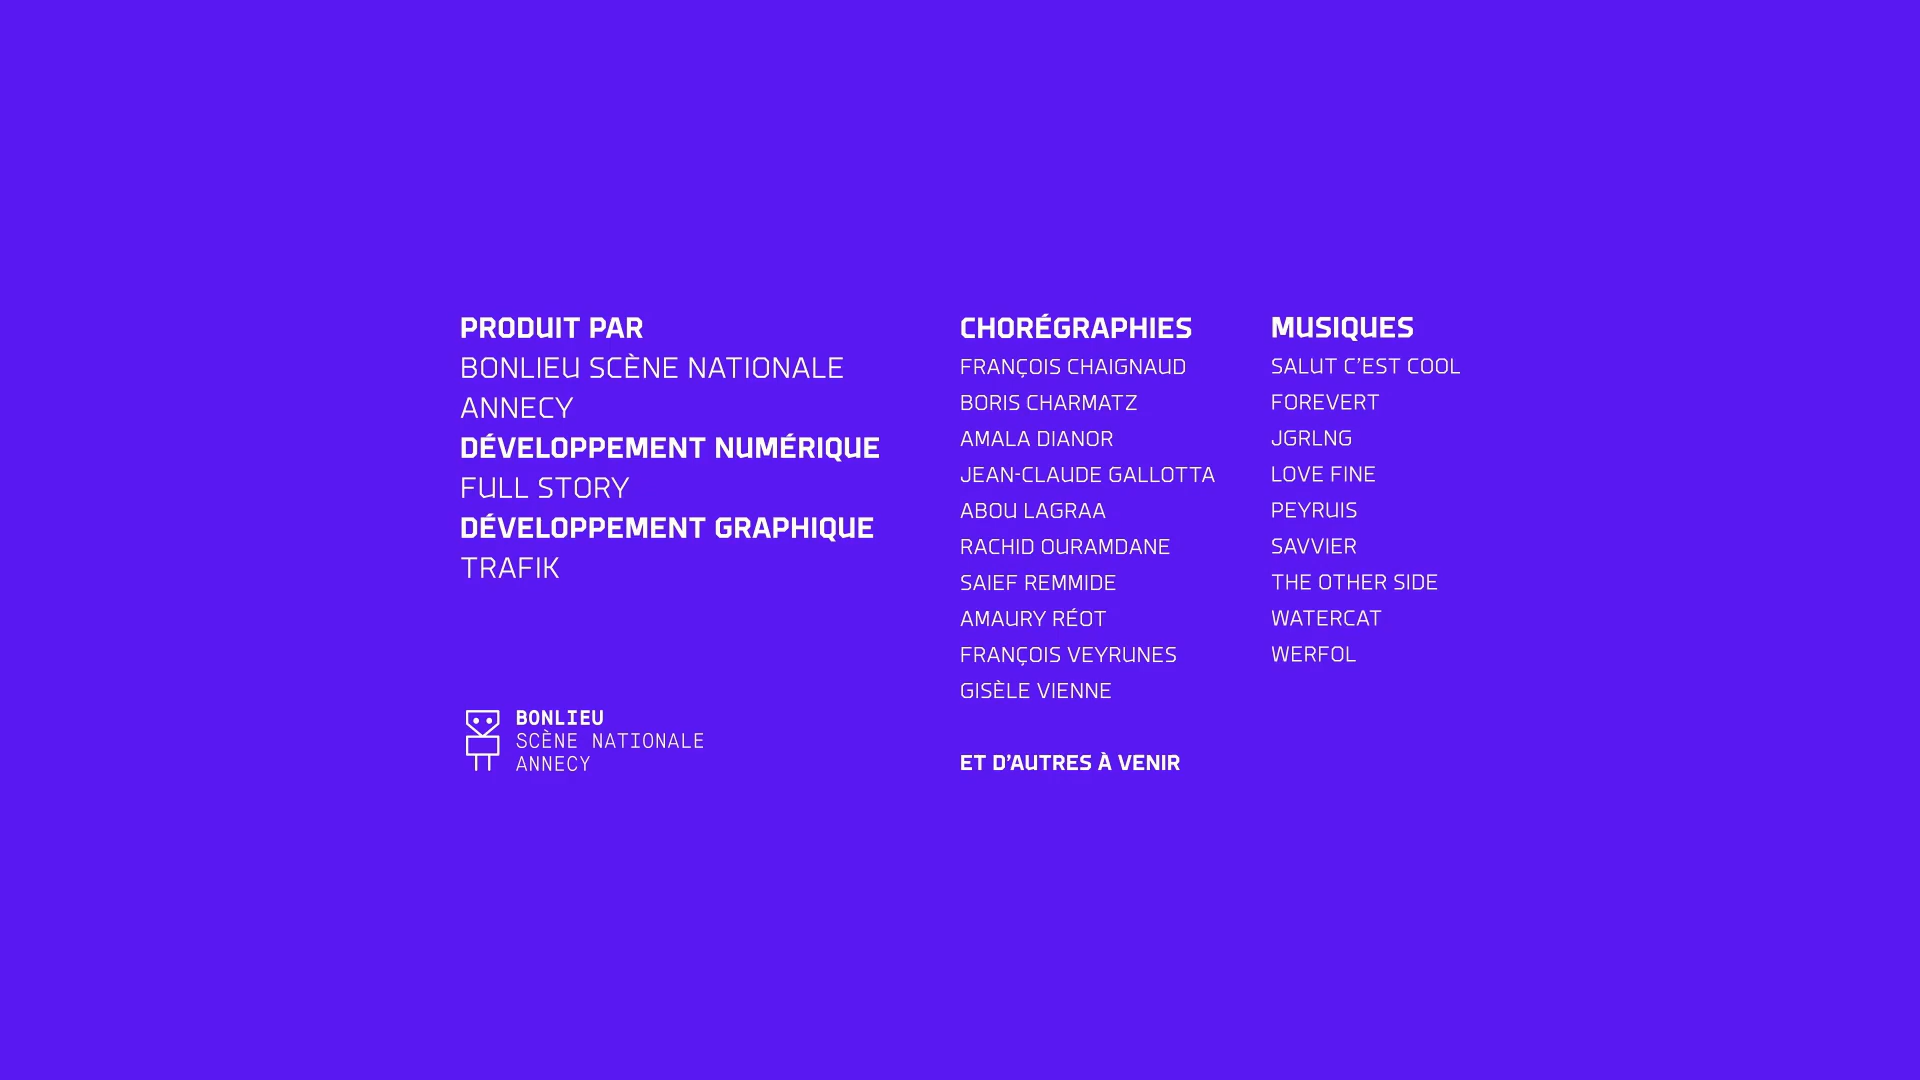 PRODUIT PAR
BONLIEU SCÈNE NATIONALE
ANNECY
DÉVELOPPEMENT NUMÉRIQUE
FULL STORY
DÉVELOPPEMENT GRAPHIQUE
TRAFIK
BONLIEU
SCÈNE NATIONALE
ANNECY
CHORÉGRAPHIES
FRANÇOIS CHAIGNAUD
BORIS CHARMATZ
AMALA DIANOR
JEAN-CLAUDE GALLOTTA
ABOU LAGRAA
RACHID OURAMDANE
SAIEF REMMIDE
AMAURY RÉOT
FRANÇOIS VEYRUNES
GISÈLE VIENNE
ET D’AUTRES À VENIR
MUSIQUES
SALUT C’EST COOL
FOREVERT
JGRLNG
LOVE FINE
PEYRUIS
SAVVIER
THE OTHER SIDE
WATERCAT
WERFOL